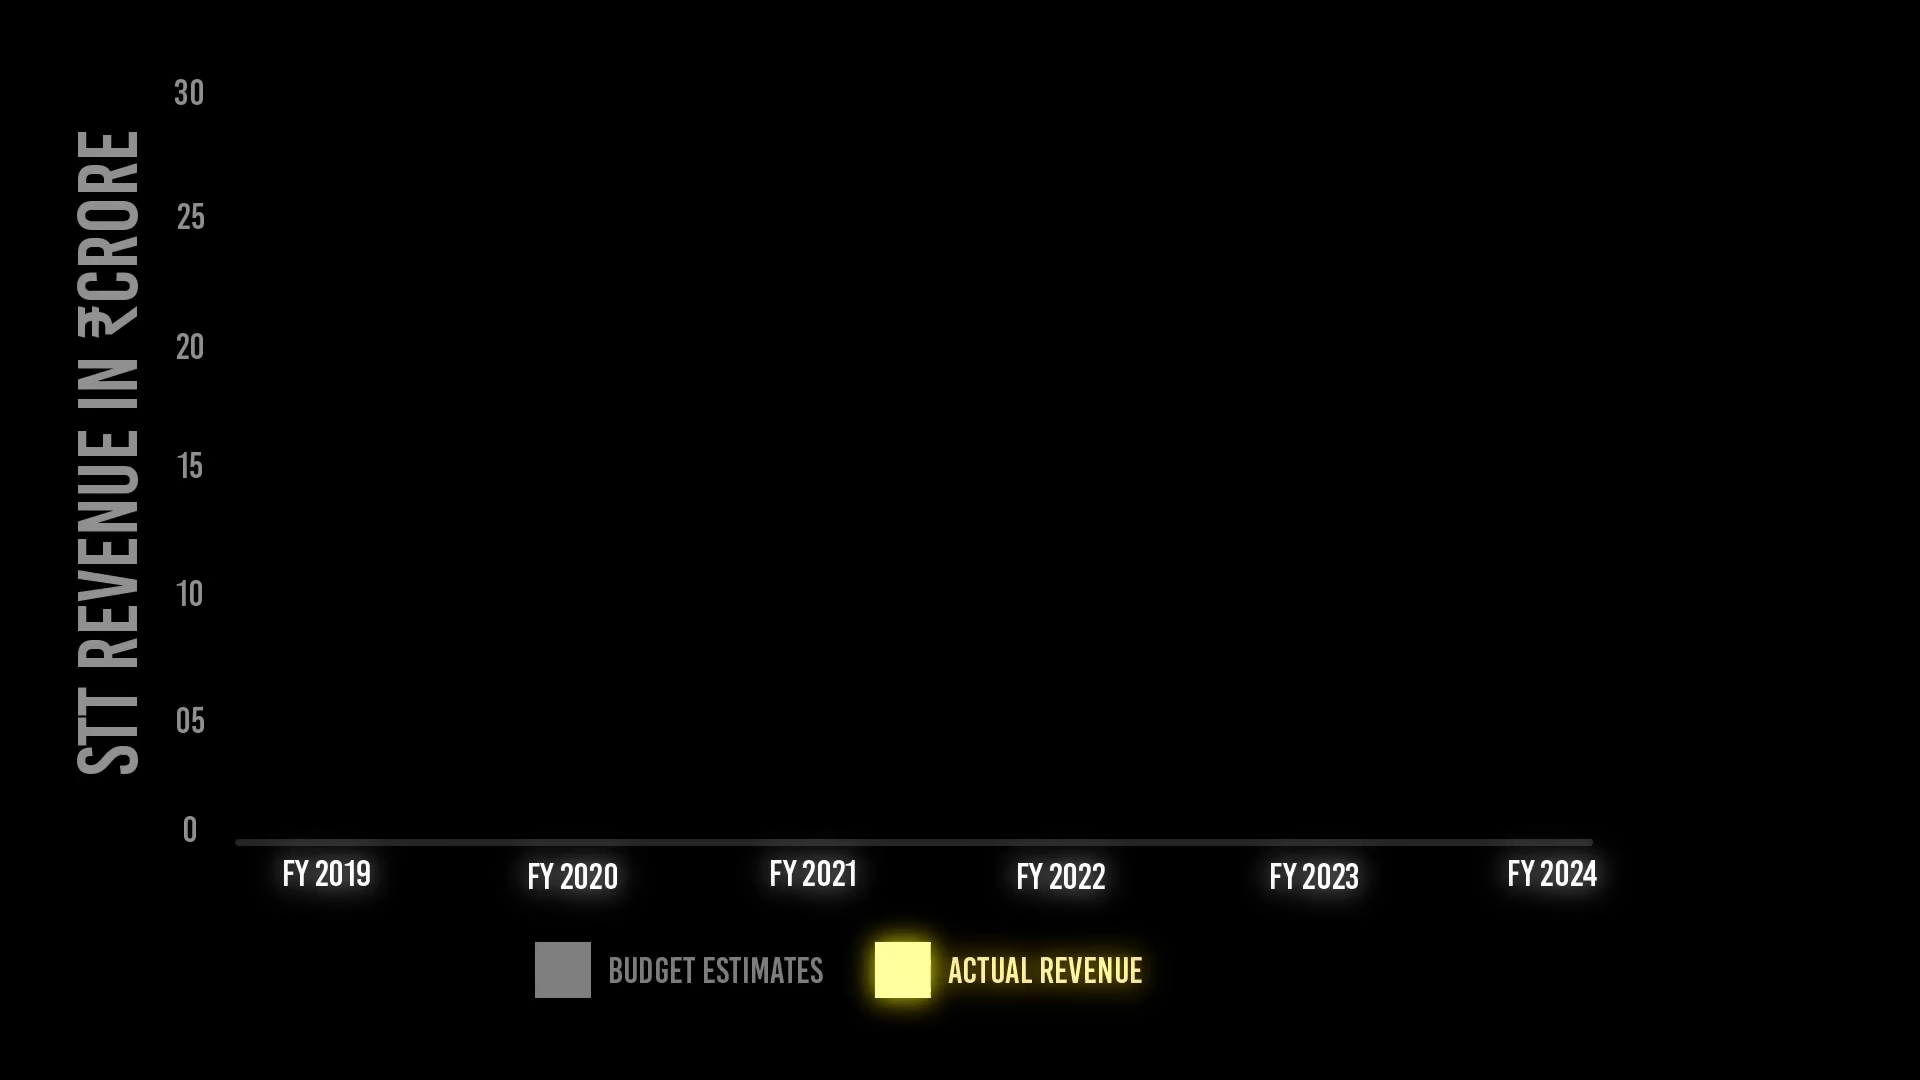 STT REVENUE IN ₹CRORE
30
25
20
15
10
05
0
FY 2019
FY 2020
FY 2021
FY 2022
FY 2023
FY 2024
BUDGET ESTIMATES
ACTUAL REVENUE